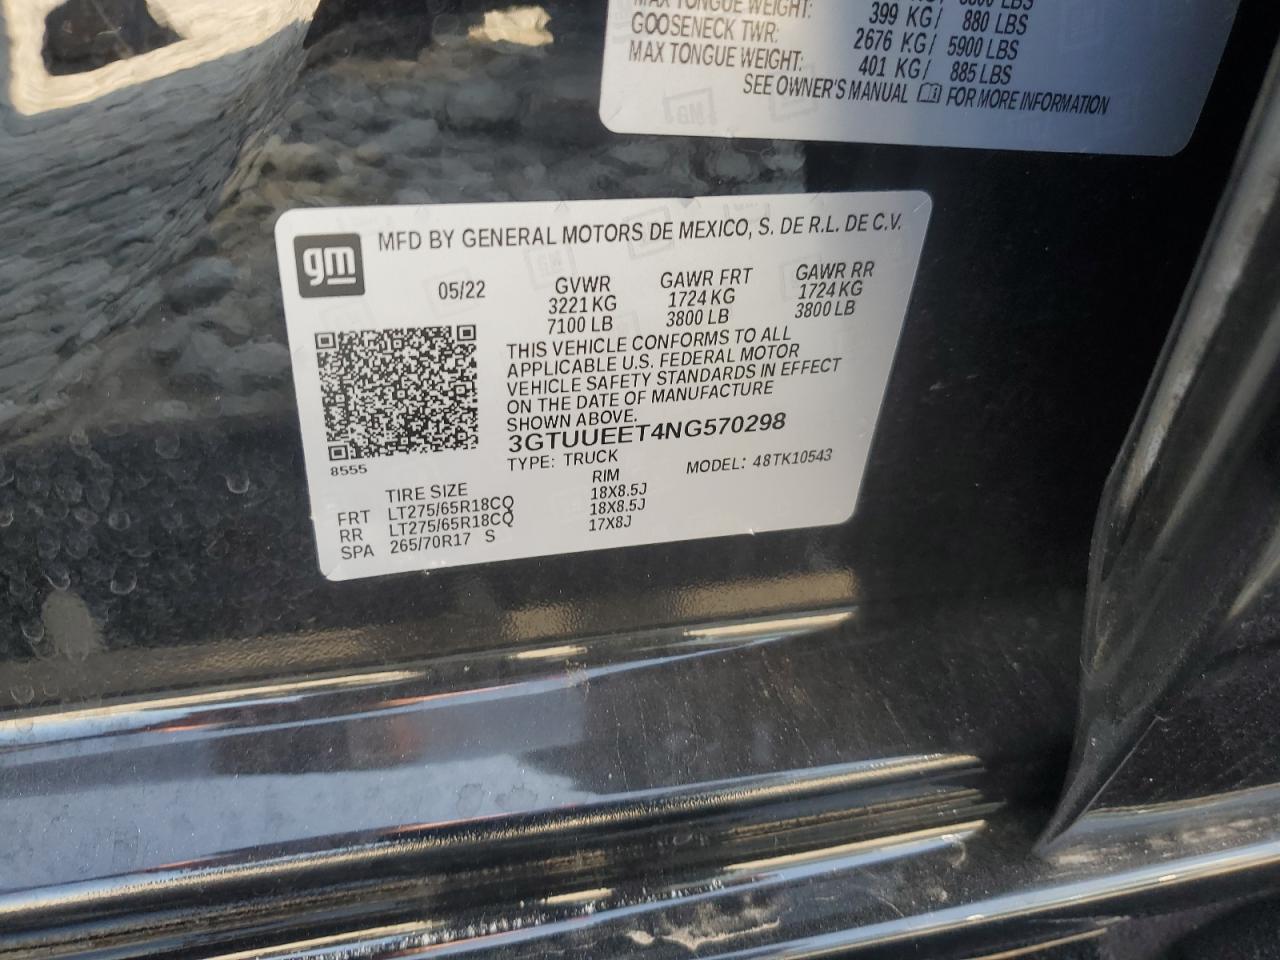 MAX TONGUE WEIGHT: 399 KG/ 880 LBS
GOOSENECK TWR: 2676 KG/ 5900 LBS
MAX TONGUE WEIGHT: 401 KG/ 885 LBS
SEE OWNER'S MANUAL FOR MORE INFORMATION
gm
MFD BY GENERAL MOTORS DE MEXICO, S. DE R.L. DE C.V.
05/22 GVWR GAWR FRT GAWR RR
3221 KG 1724 KG 1724 KG
7100 LB 3800 LB 3800 LB
THIS VEHICLE CONFORMS TO ALL
APPLICABLE U.S. FEDERAL MOTOR
VEHICLE SAFETY STANDARDS IN EFFECT
ON THE DATE OF MANUFACTURE
SHOWN ABOVE.
3GTUUEET4NG570298
8555 TYPE: TRUCK MODEL: 48TK10543
TIRE SIZE RIM
FRT LT275/65R18CQ 18X8.5J
RR LT275/65R18CQ 18X8.5J
SPA 265/70R17 S 17X8J